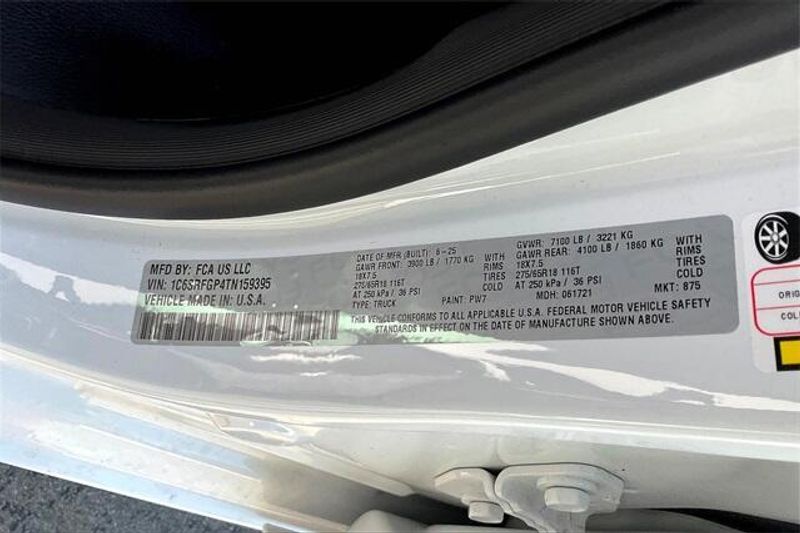 MFD BY: FCA US LLC
VIN: 1C6SRFGP4TN159395
VEHICLE MADE IN U.S.A.
DATE OF MFR (BUILT): 6-25
GAWR FRONT: 3900 LB / 1770 KG WITH
18X7.5 RIMS
275/65R18 116T TIRES
AT 250 kPa / 36 PSI COLD
TYPE: TRUCK PAINT: PW7
GVWR: 7100 LB / 3221 KG
GAWR REAR: 4100 LB / 1860 KG WITH
18X7.5 RIMS
275/65R18 116T TIRES
AT 250 kPa / 36 PSI COLD
MDH: 061721 MKT: 875
THIS VEHICLE CONFORMS TO ALL APPLICABLE U.S.A. FEDERAL MOTOR VEHICLE SAFETY
STANDARDS IN EFFECT ON THE DATE OF MANUFACTURE SHOWN ABOVE.
ORIG
COL